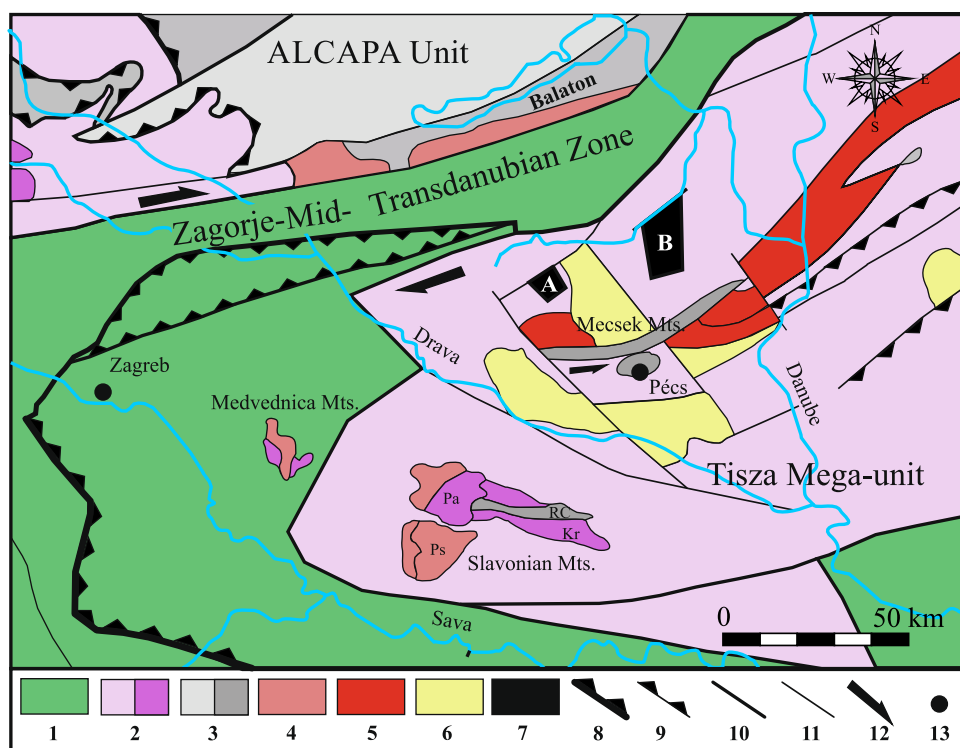 ALCAPA Unit
Balaton
N
W
E
S
Zagorje-Mid- Transdanubian Zone
B
A
Mecsek Mts.
Drava
Zagreb
Pécs
Danube
Medvednica Mts.
Tisza Mega-unit
Pa
RC
Kr
Ps
Slavonian Mts.
Sava
0
50 km
1 2 3 4 5 6 7 8 9 10 11 12 13